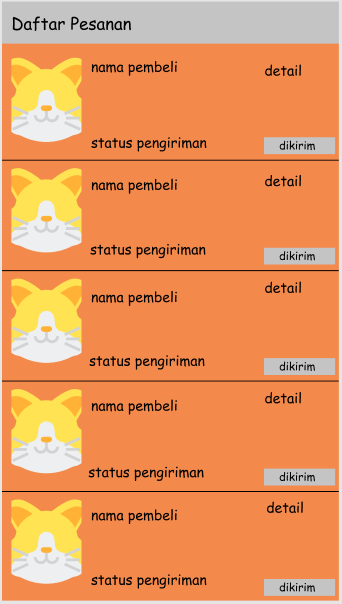 Daftar Pesanan
nama pembeli
detail
status pengiriman
dikirim
nama pembeli
detail
status pengiriman
dikirim
nama pembeli
detail
status pengiriman
dikirim
nama pembeli
detail
status pengiriman
dikirim
nama pembeli
detail
status pengiriman
dikirim